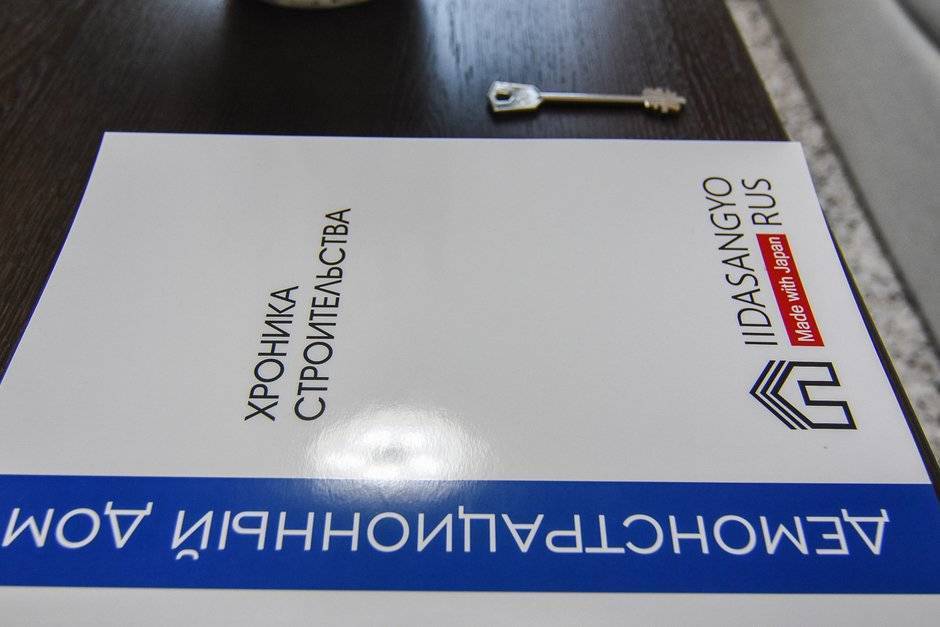 IIDASANGYO
Made with Japan RUS
ХРОНИКА
СТРОИТЕЛЬСТВА
ДЕМОНСТРАЦИОННЫЙ ДОМ